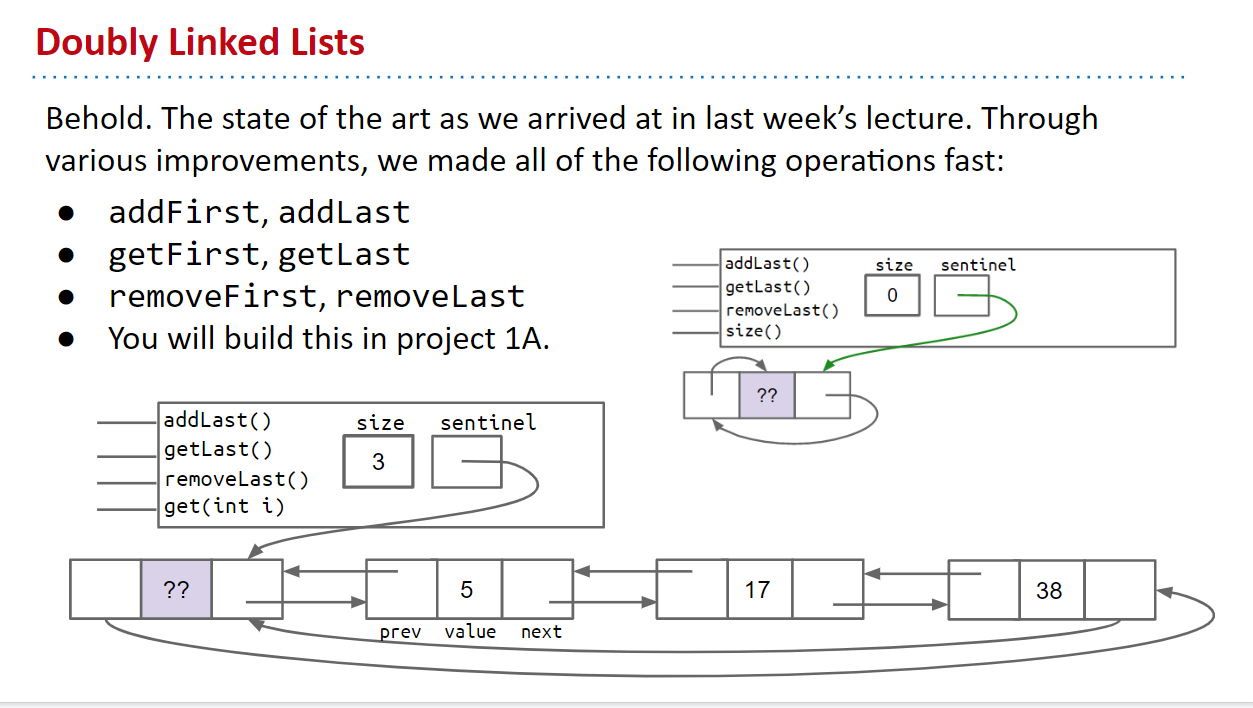 Doubly Linked Lists
Behold. The state of the art as we arrived at in last week’s lecture. Through
various improvements, we made all of the following operations fast:
● addFirst, addLast
● getFirst, getLast
● removeFirst, removeLast
● You will build this in project 1A.
addLast()
getLast()
removeLast()
size()
size sentinel
0
??
addLast()
getLast()
removeLast()
get(int i)
size sentinel
3
?? 5 17 38
prev value next